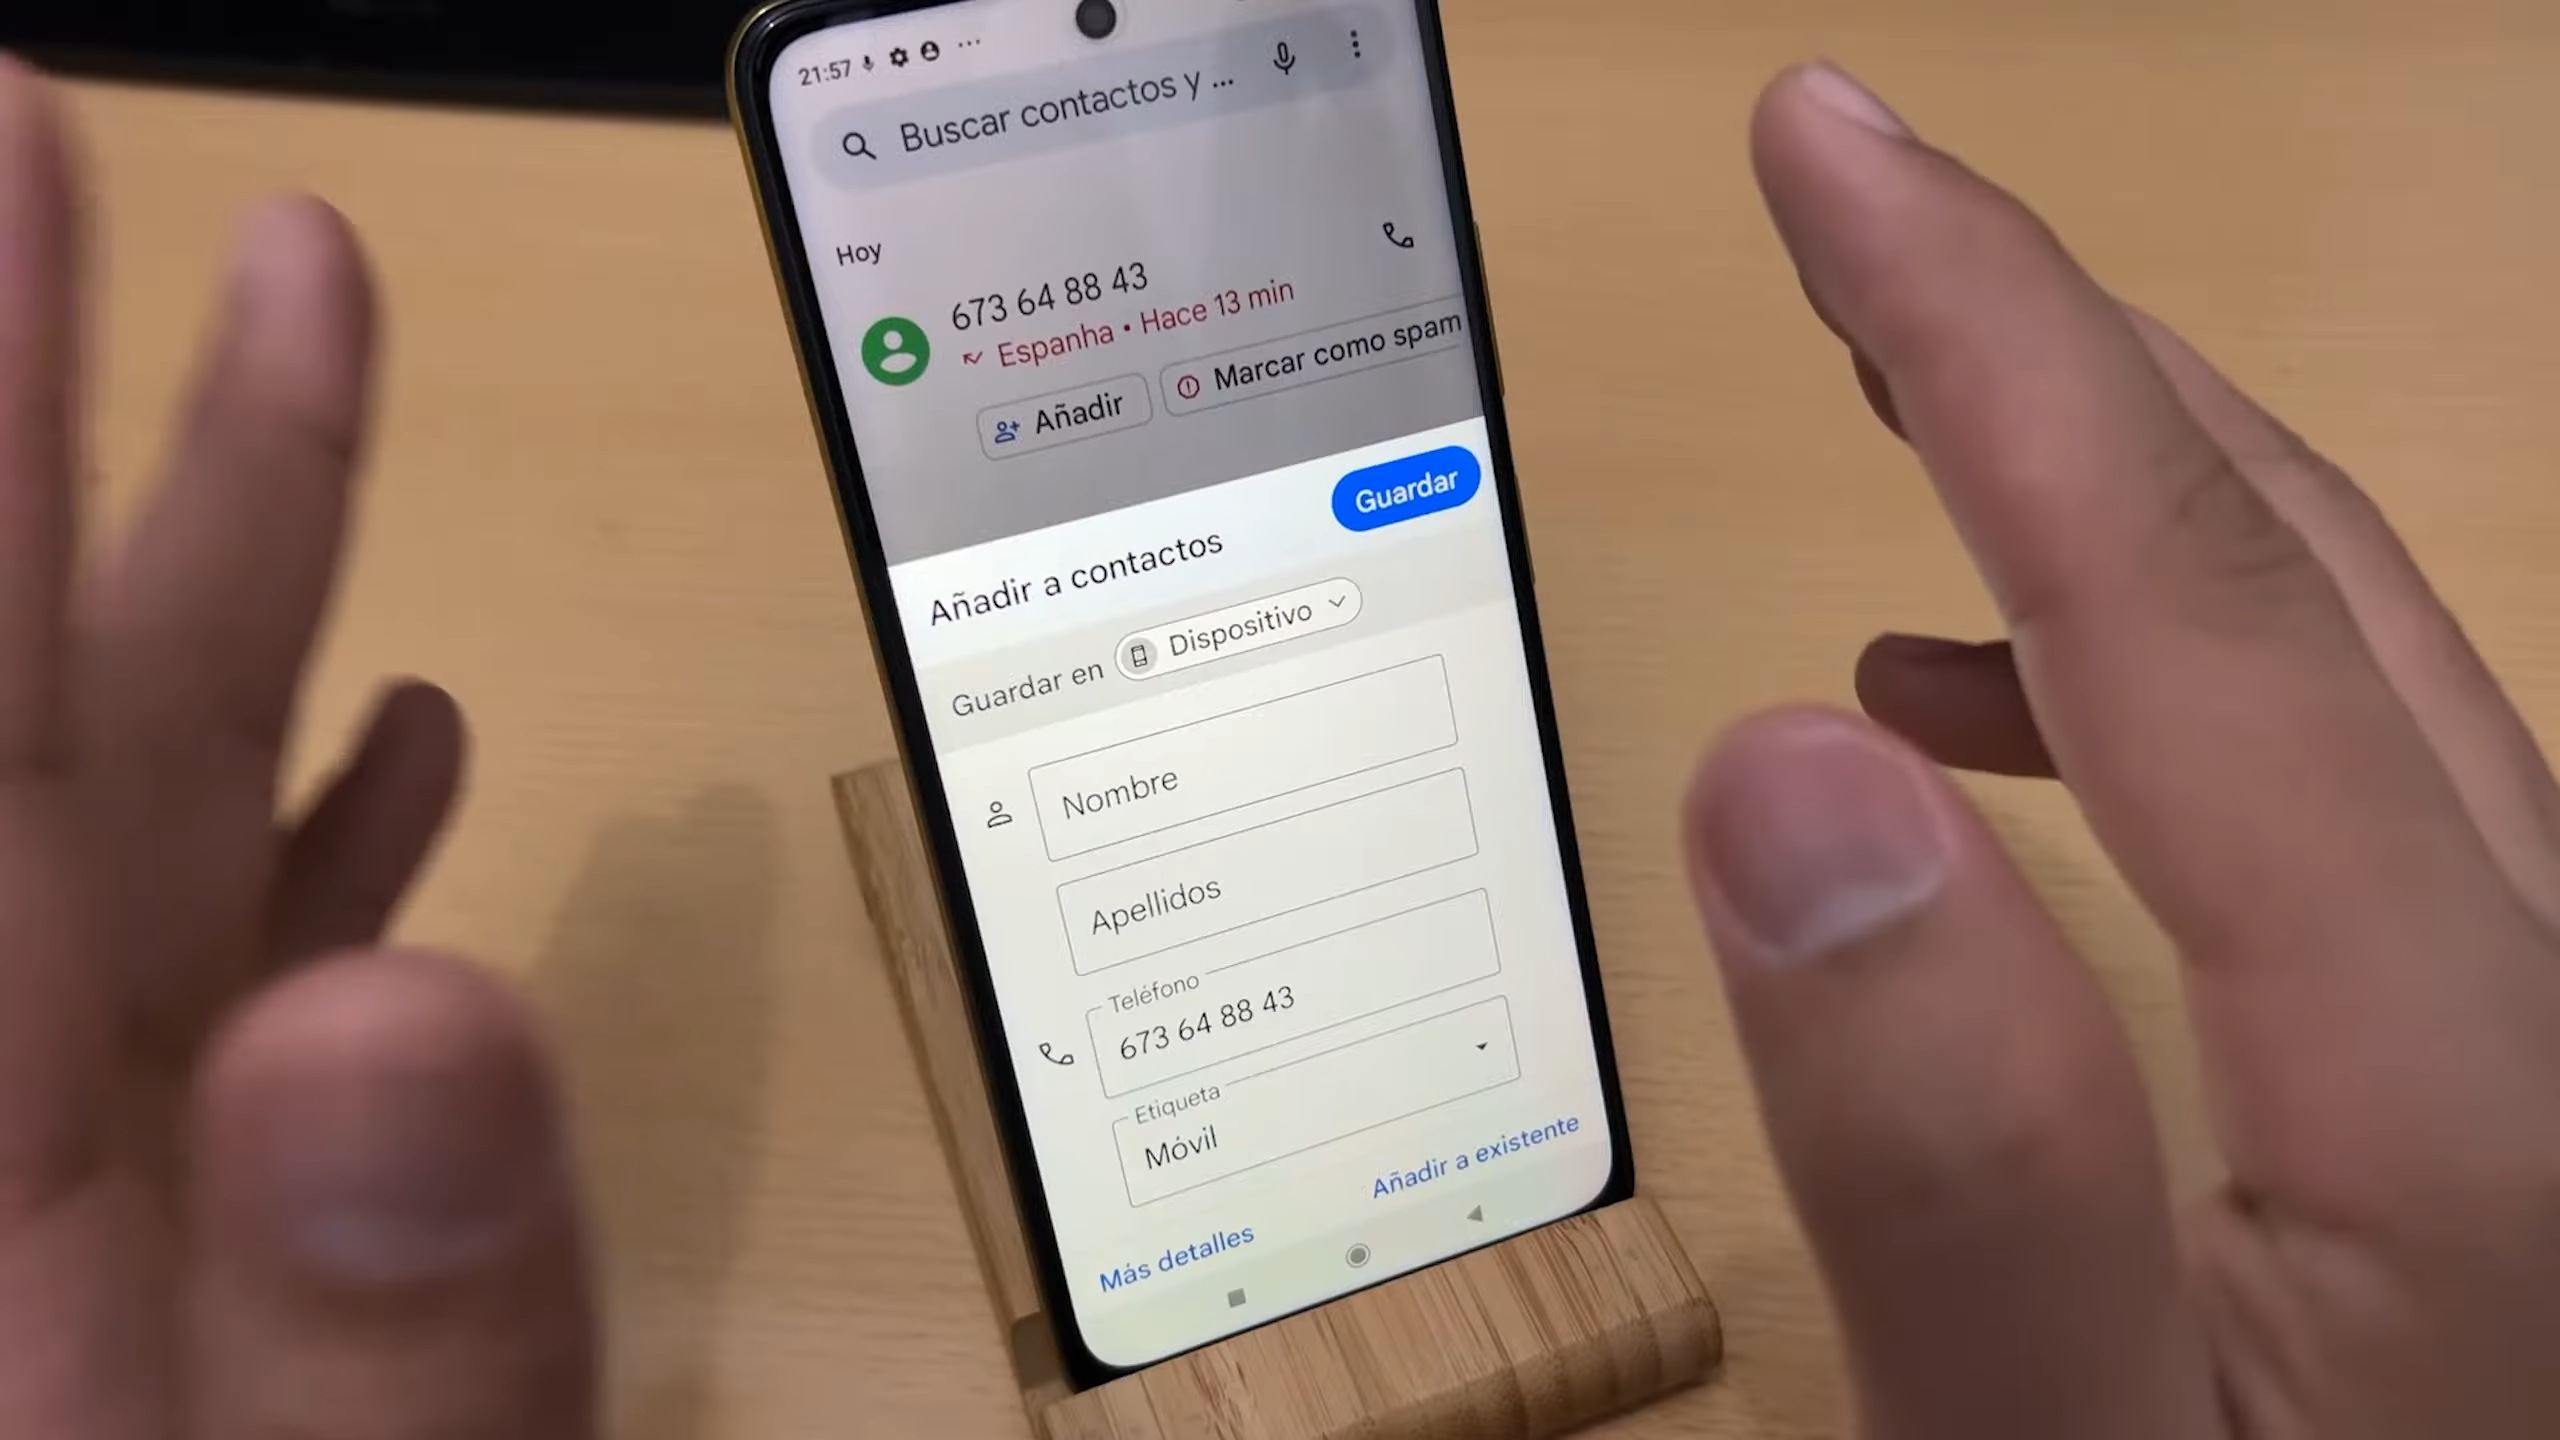 21:57 ...
Buscar contactos y ...
Hoy
673 64 88 43
Espanha • Hace 13 min
Añadir
Marcar como spam
Guardar
Añadir a contactos
Guardar en Dispositivo
Nombre
Apellidos
Teléfono
673 64 88 43
Etiqueta
Móvil
Añadir a existente
Más detalles